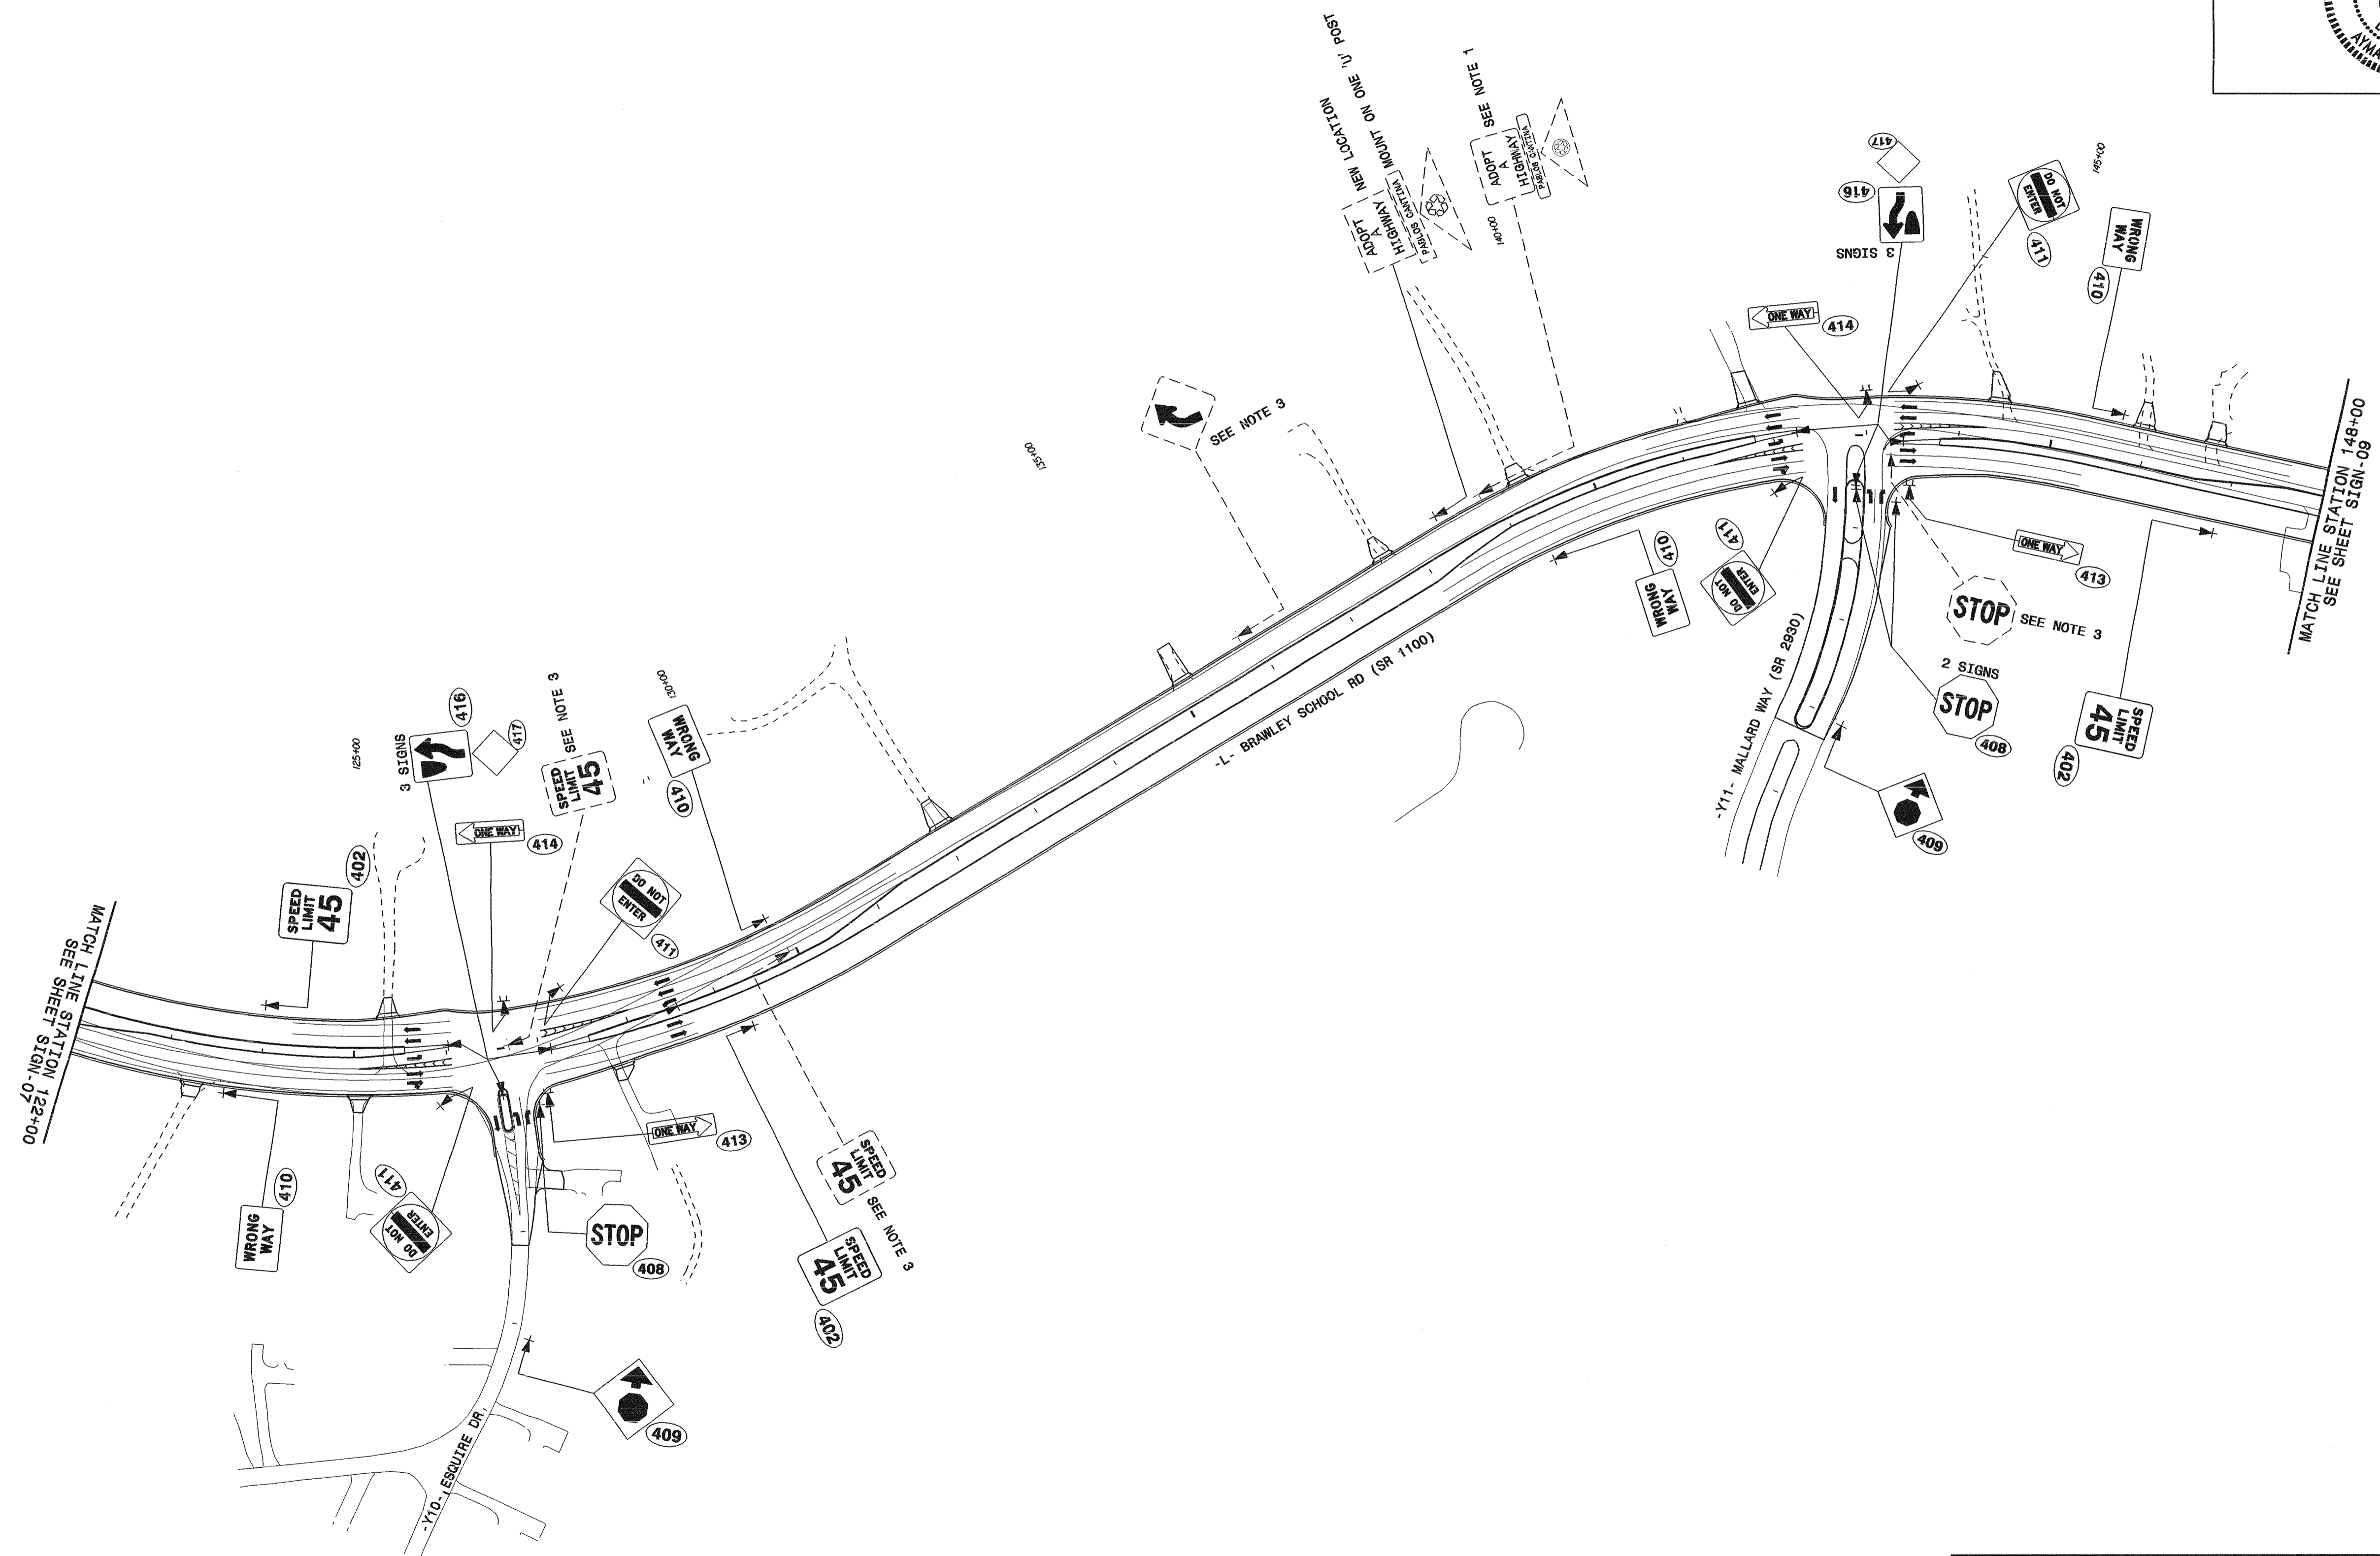 AYMA
NEW LOCATION
MOUNT ON ONE 'U' POST
ADOPT
A
HIGHWAY
PABLOS CANTINA
SEE NOTE 1
ADOPT
A
HIGHWAY
PABLOS CANTINA
140+00
417
416
3 SIGNS
DO NOT
ENTER
411
145+00
WRONG
WAY
410
ONE WAY
414
MATCH LINE STATION 148+00
SEE SHEET SIGN-09
135+00
SEE NOTE 3
WRONG
WAY
410
DO NOT
ENTER
411
ONE WAY
413
STOP
SEE NOTE 3
2 SIGNS
STOP
408
SPEED
LIMIT
45
402
409
-Y11- MALLARD WAY (SR 2930)
-L- BRAWLEY SCHOOL RD (SR 1100)
130+00
WRONG
WAY
410
SEE NOTE 3
SPEED
LIMIT
45
416
417
3 SIGNS
125+00
ONE WAY
414
DO NOT
ENTER
411
SPEED
LIMIT
45
402
MATCH LINE STATION 122+00
SEE SHEET SIGN-07
WRONG
WAY
410
DO NOT
ENTER
411
ONE WAY
413
STOP
408
SPEED
LIMIT
45
SEE NOTE 3
SPEED
LIMIT
45
402
409
-Y10- ESQUIRE DR.